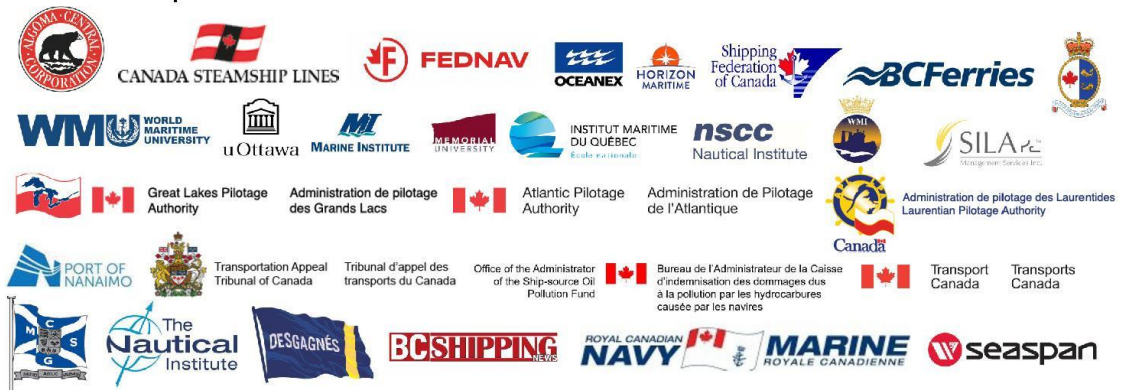 ALGOMA CENTRAL CORPORATION
CANADA STEAMSHIP LINES
FEDNAV
OCEANEX
HORIZON
MARITIME
Shipping
Federation
of Canada
BCFerries
WMU
WORLD
MARITIME
UNIVERSITY
uOttawa
MI
MARINE INSTITUTE
MEMORIAL
UNIVERSITY
INSTITUT MARITIME
DU QUÉBEC
École nationale
nscc
Nautical Institute
WMI
SILA
Management Services Inc.
Great Lakes Pilotage
Authority
Administration de pilotage
des Grands Lacs
Atlantic Pilotage
Authority
Administration de Pilotage
de l'Atlantique
Canada
Administration de pilotage des Laurentides
Laurentian Pilotage Authority
PORT OF
NANAIMO
Transportation Appeal
Tribunal of Canada
Tribunal d'appel des
transports du Canada
Office of the Administrator
of the Ship-source Oil
Pollution Fund
Bureau de l'Administrateur de la Caisse
d'indemnisation des dommages dus
à la pollution par les hydrocarbures
causée par les navires
Transport
Canada
Transports
Canada
M C S G
The
Nautical
Institute
DESGAGNÉS
BCSHIPPING
NEWS
ROYAL CANADIAN
NAVY
MARINE
ROYALE CANADIENNE
seaspan